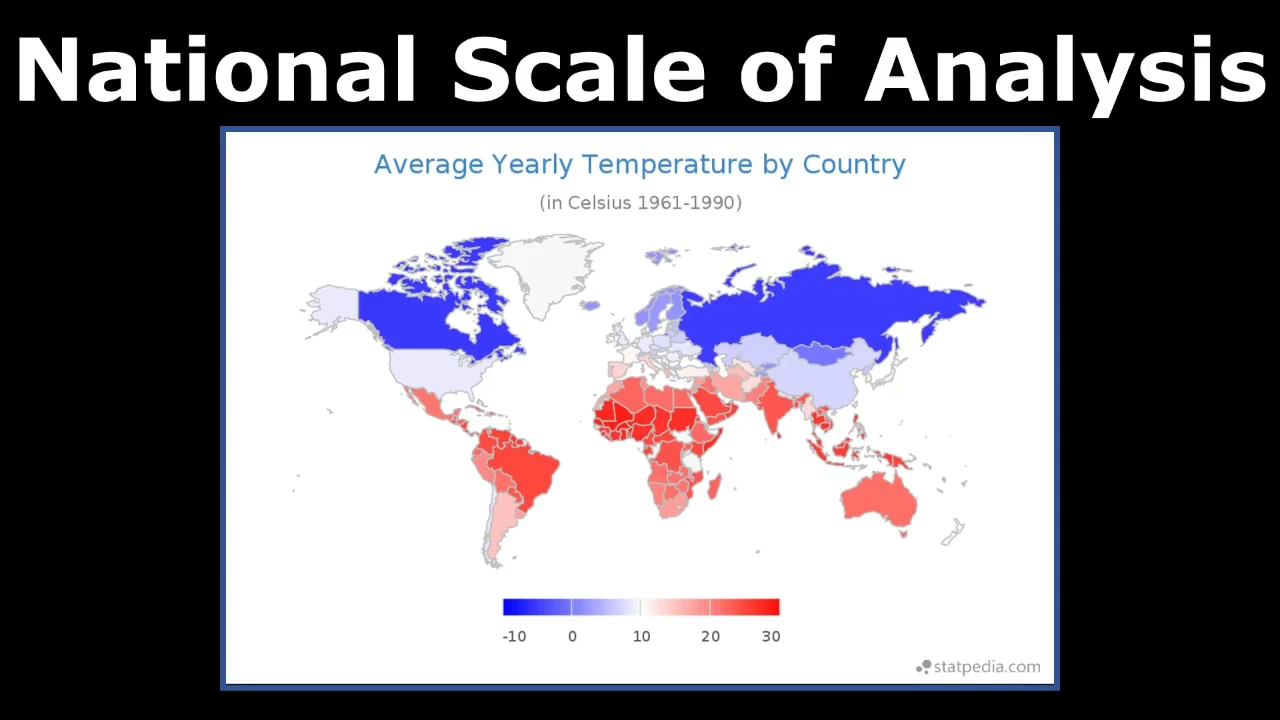 National Scale of Analysis
Average Yearly Temperature by Country
(in Celsius 1961-1990)
-10 0 10 20 30
statpedia.com